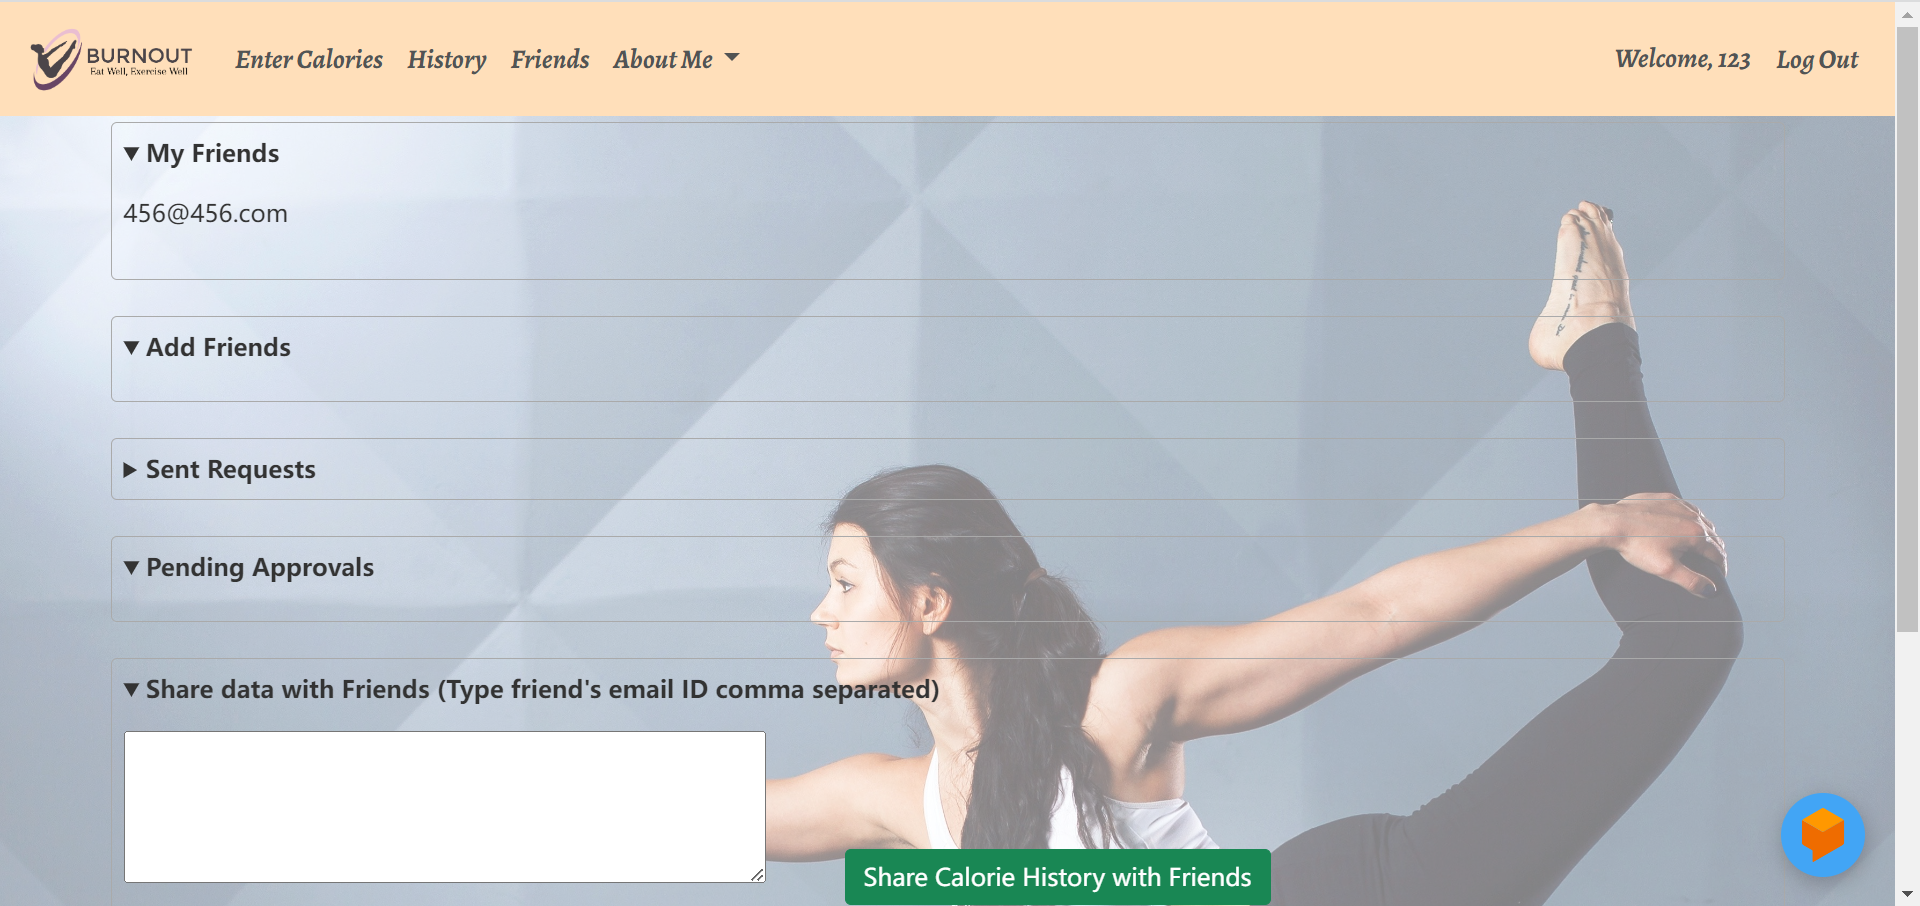 BURNOUT
Eat Well, Exercise Well
Enter Calories
History
Friends
About Me
Welcome, 123
Log Out
My Friends
456@456.com
Add Friends
Sent Requests
Pending Approvals
Share data with Friends (Type friend's email ID comma separated)
Share Calorie History with Friends